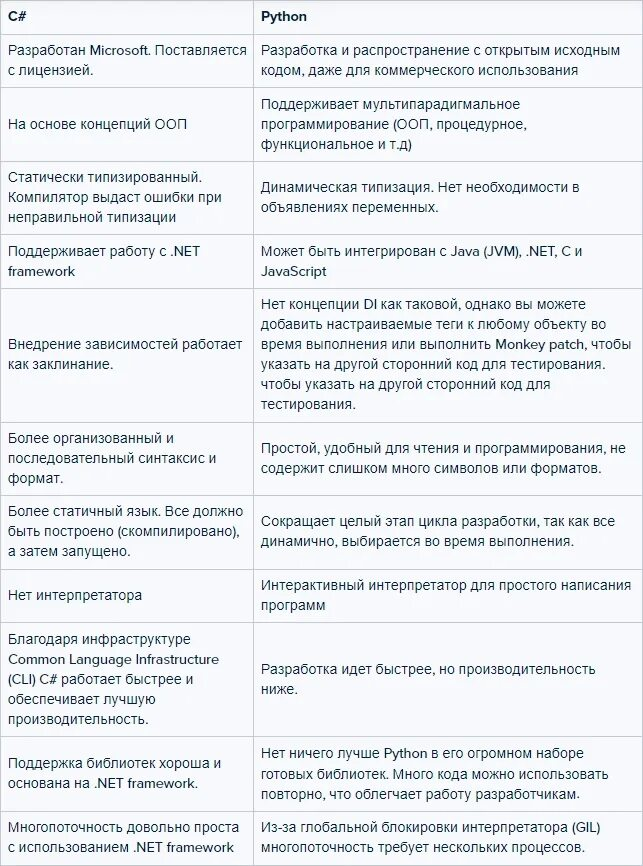 C#
Python
Разработан Microsoft. Поставляется
с лицензией.
Разработка и распространение с открытым исходным
кодом, даже для коммерческого использования
На основе концепций ООП
Поддерживает мультипарадигмальное
программирование (ООП, процедурное,
функциональное и т.д)
Статически типизированный.
Компилятор выдаст ошибки при
неправильной типизации
Динамическая типизация. Нет необходимости в
объявлениях переменных.
Поддерживает работу с .NET
framework
Может быть интегрирован с Java (JVM), .NET, C и
JavaScript
Внедрение зависимостей работает
как заклинание.
Нет концепции DI как таковой, однако вы можете
добавить настраиваемые теги к любому объекту во
время выполнения или выполнить Monkey patch, чтобы
указать на другой сторонний код для тестирования.
чтобы указать на другой сторонний код для
тестирования.
Более организованный и
последовательный синтаксис и
формат.
Простой, удобный для чтения и программирования, не
содержит слишком много символов или форматов.
Более статичный язык. Все должно
быть построено (скомпилировано),
а затем запущено.
Сокращает целый этап цикла разработки, так как все
динамично, выбирается во время выполнения.
Нет интерпретатора
Интерактивный интерпретатор для простого написания
программ
Благодаря инфраструктуре
Common Language Infrastructure
(CLI) C# работает быстрее и
обеспечивает лучшую
производительность.
Разработка идет быстрее, но производительность
ниже.
Поддержка библиотек хороша и
основана на .NET framework.
Нет ничего лучше Python в его огромном наборе
готовых библиотек. Много кода можно использовать
повторно, что облегчает работу разработчикам.
Многопоточность довольно проста
с использованием .NET framework
Из-за глобальной блокировки интерпретатора (GIL)
многопоточность требует нескольких процессов.